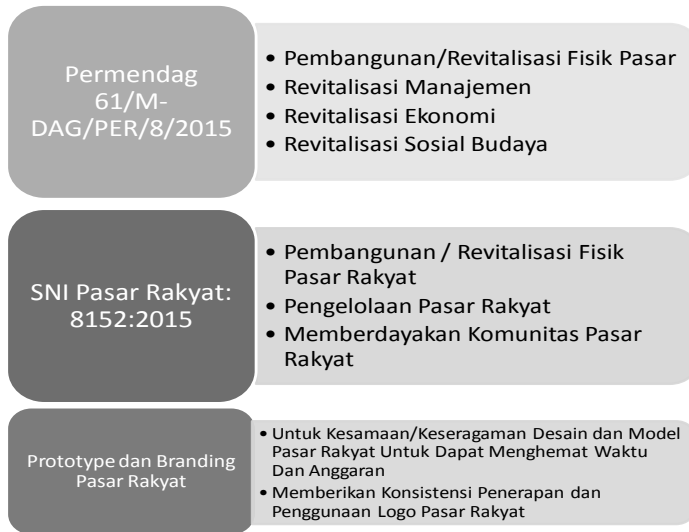 Permendag
61/M-
DAG/PER/8/2015
• Pembangunan/Revitalisasi Fisik Pasar
• Revitalisasi Manajemen
• Revitalisasi Ekonomi
• Revitalisasi Sosial Budaya
SNI Pasar Rakyat:
8152:2015
• Pembangunan / Revitalisasi Fisik
Pasar Rakyat
• Pengelolaan Pasar Rakyat
• Memberdayakan Komunitas Pasar
Rakyat
Prototype dan Branding
Pasar Rakyat
• Untuk Kesamaan/Keseragaman Desain dan Model
Pasar Rakyat Untuk Dapat Menghemat Waktu
Dan Anggaran
• Memberikan Konsistensi Penerapan dan
Penggunaan Logo Pasar Rakyat